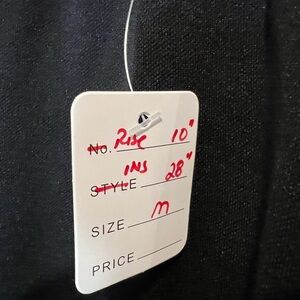 No. Rise 10"
STYLE INS 28"
SIZE M
PRICE